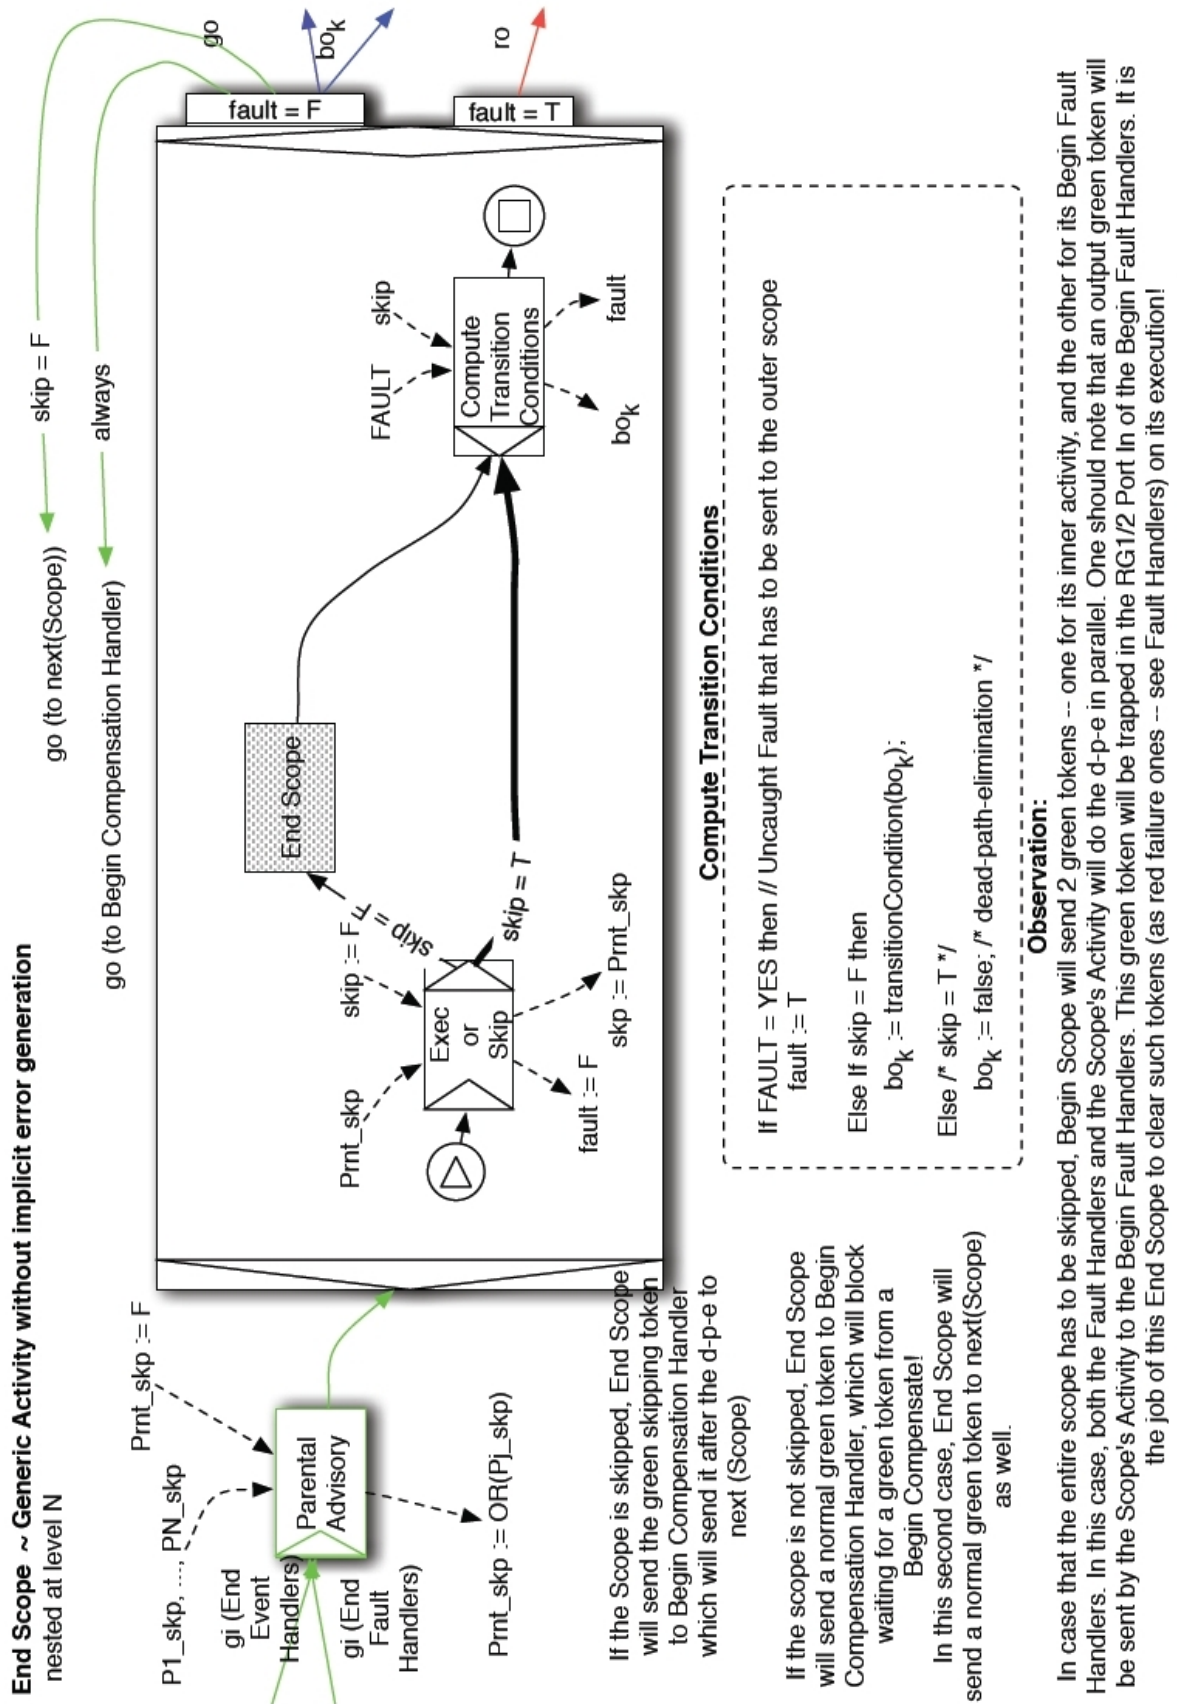 End Scope ~ Generic Activity without implicit error generation
nested at level N
skip = F
go (to next(Scope))
always
go (to Begin Compensation Handler)
go
bok
ro
fault = F
fault = T
Prnt_skp := F
P1_skp, ...., PN_skp
gi (End
Event
Handlers)
gi (End
Fault
Handlers)
Parental
Advisory
Prnt_skp := OR(Pj_skp)
Prnt_skp
skip := F
Exec
or
Skip
fault := F
skp := Prnt_skp
skip = F
skip = T
End Scope
FAULT
skip
Compute
Transition
Conditions
bok
fault
If the Scope is skipped, End Scope
will send the green skipping token
to Begin Compensation Handler
which will send it after the d-p-e to
next (Scope)
If the scope is not skipped, End Scope
will send a normal green token to Begin
Compensation Handler, which will block
waiting for a green token from a
Begin Compensate!
In this second case, End Scope will
send a normal green token to next(Scope)
as well.
Compute Transition Conditions
If FAULT = YES then // Uncaught Fault that has to be sent to the outer scope
fault := T
Else If skip = F then
bok := transitionCondition(bok);
Else /* skip = T */
bok := false; /* dead-path-elimination */
Observation:
In case that the entire scope has to be skipped, Begin Scope will send 2 green tokens -- one for its inner activity, and the other for its Begin Fault
Handlers. In this case, both the Fault Handlers and the Scope's Activity will do the d-p-e in parallel. One should note that an output green token will
be sent by the Scope's Activity to the Begin Fault Handlers. This green token will be trapped in the RG1/2 Port In of the Begin Fault Handlers. It is
the job of this End Scope to clear such tokens (as red failure ones -- see Fault Handlers) on its execution!